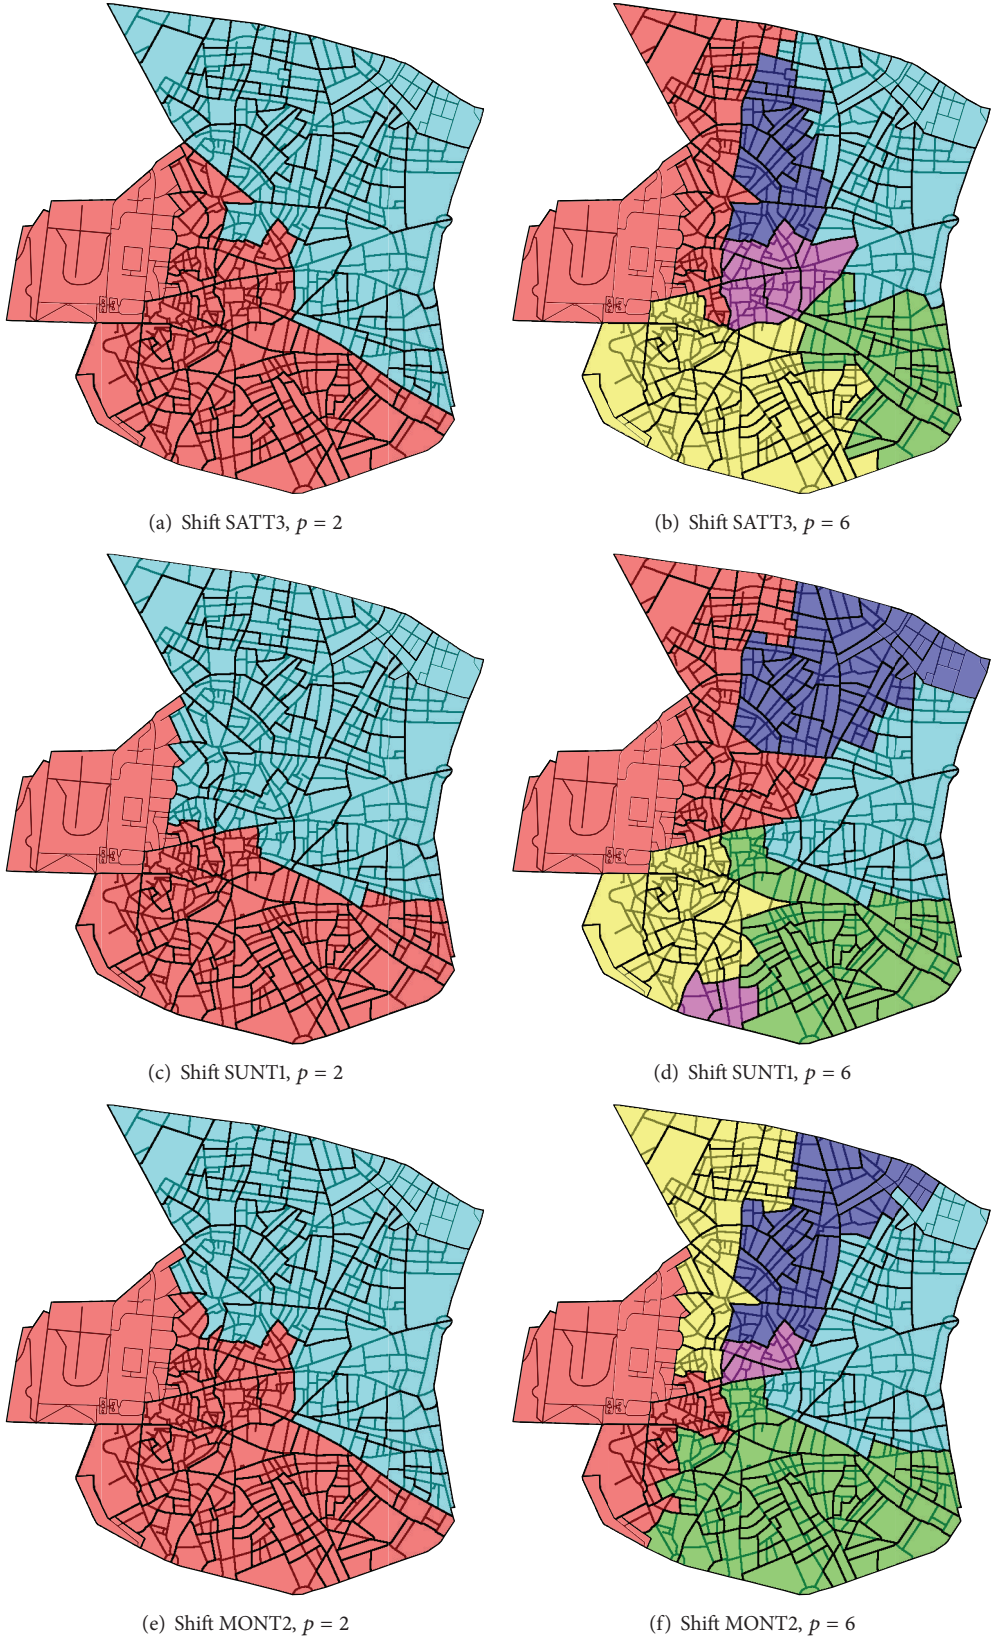 (a) Shift SATT3, p = 2
(b) Shift SATT3, p = 6
(c) Shift SUNT1, p = 2
(d) Shift SUNT1, p = 6
(e) Shift MONT2, p = 2
(f) Shift MONT2, p = 6